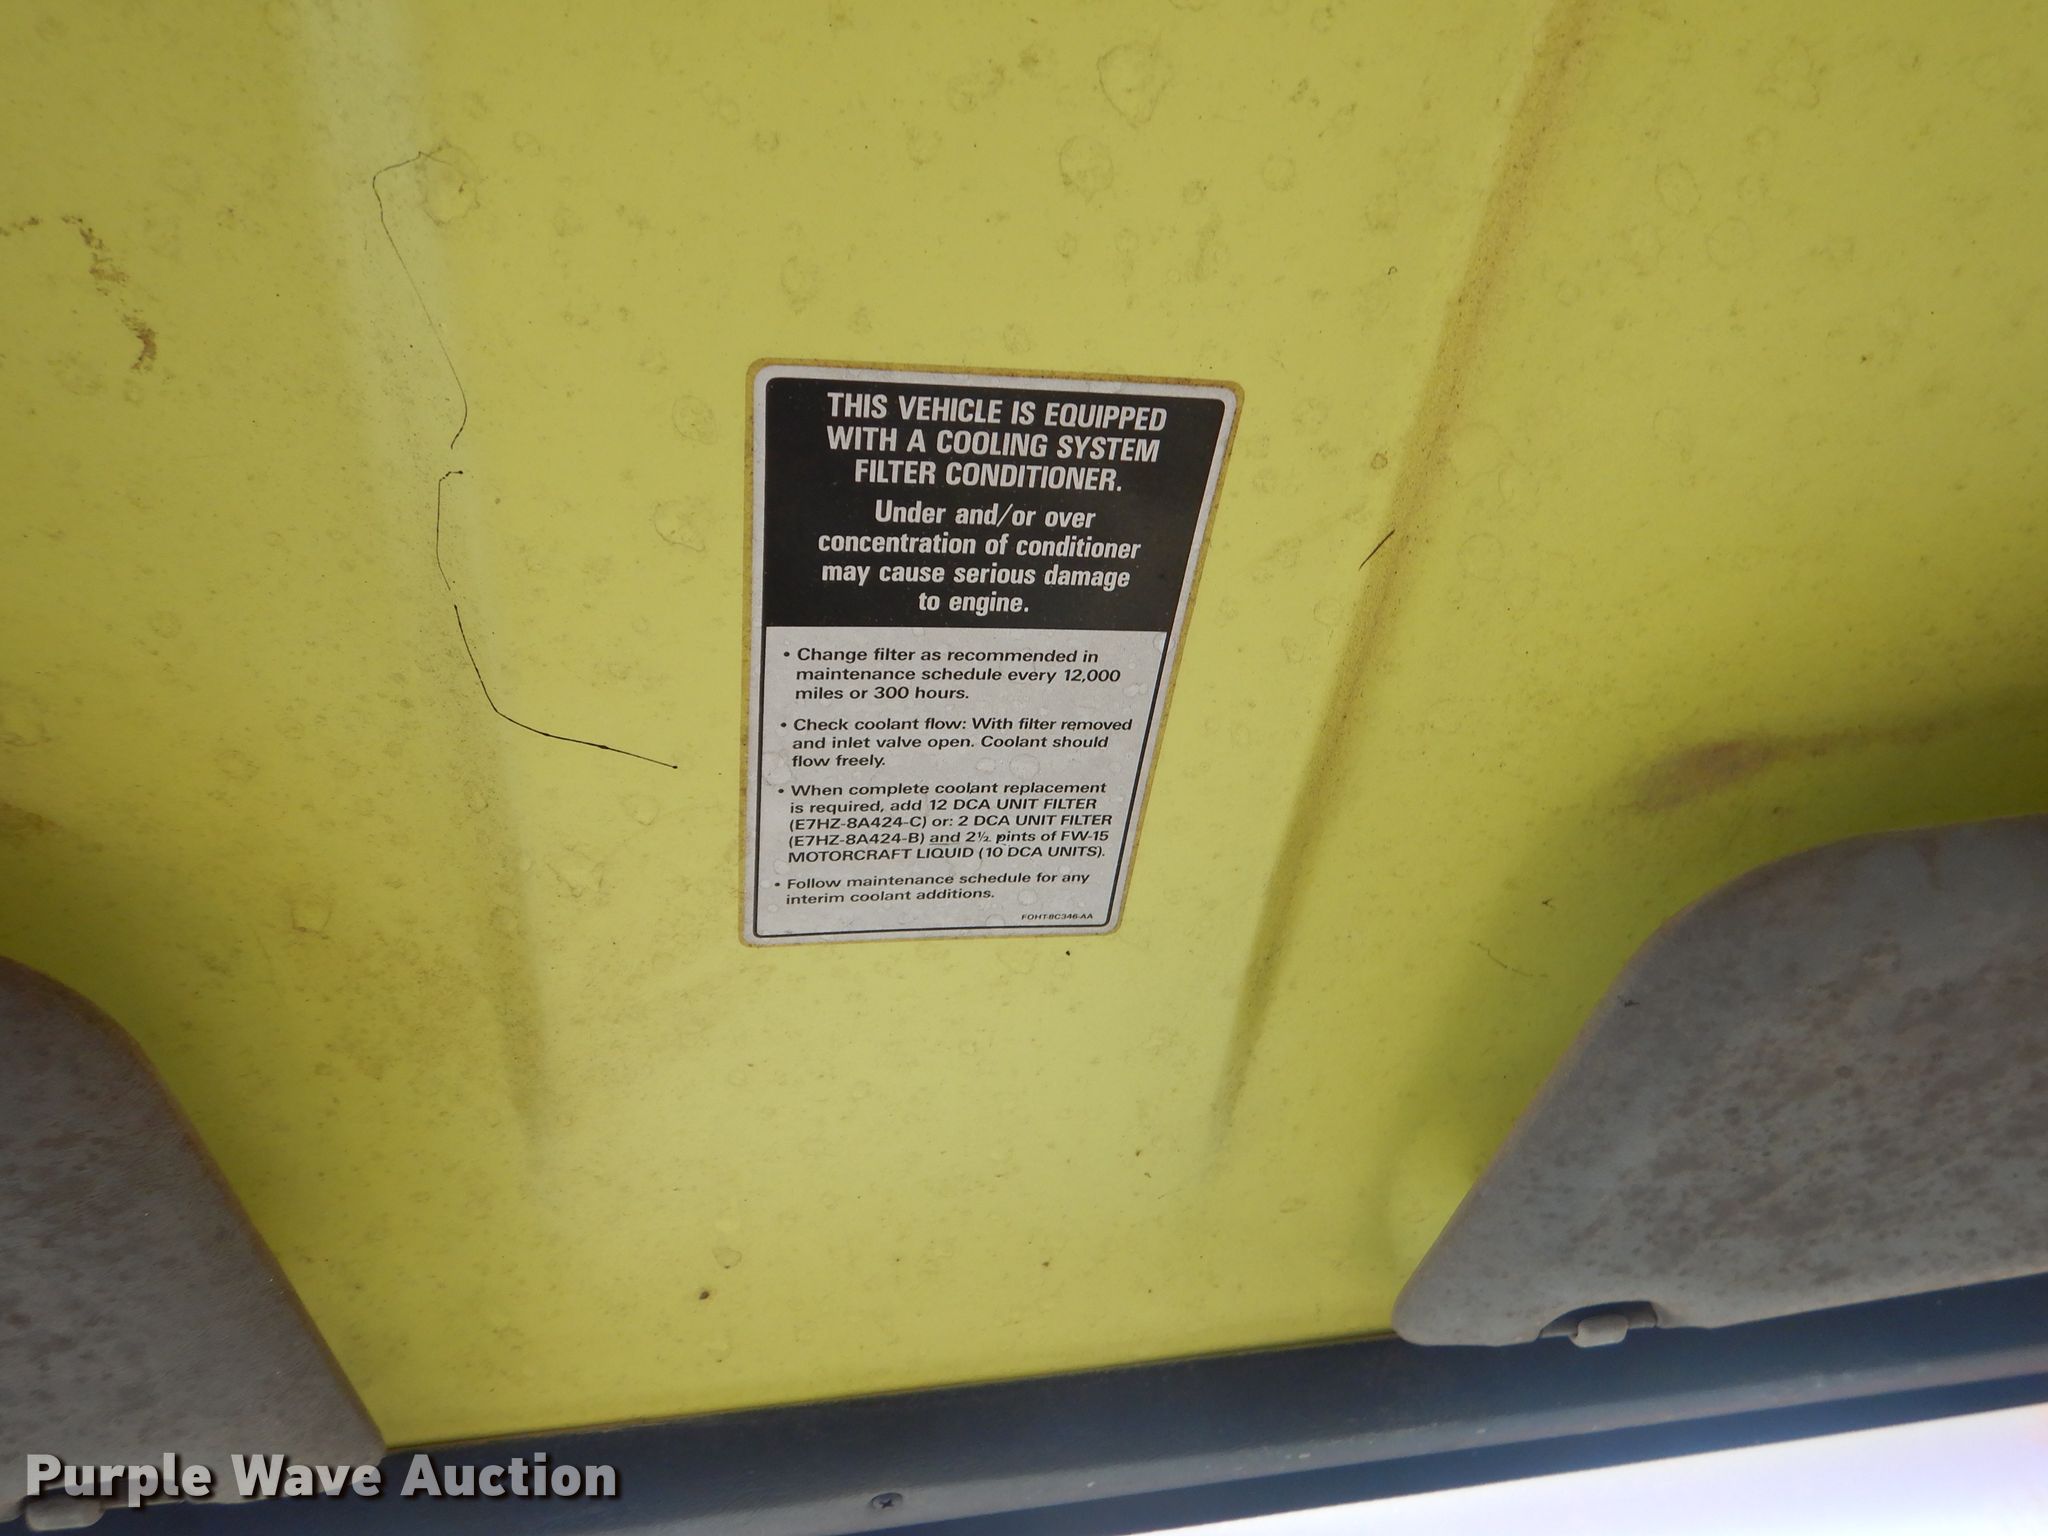 THIS VEHICLE IS EQUIPPED
WITH A COOLING SYSTEM
FILTER CONDITIONER.
Under and/or over
concentration of conditioner
may cause serious damage
to engine.
• Change filter as recommended in
maintenance schedule every 12,000
miles or 300 hours.
• Check coolant flow: With filter removed
and inlet valve open. Coolant should
flow freely.
• When complete coolant replacement
is required, add 12 DCA UNIT FILTER
(E7HZ-8A424-C) or: 2 DCA UNIT FILTER
(E7HZ-8A424-B) and 2½ pints of FW-15
MOTORCRAFT LIQUID (10 DCA UNITS).
• Follow maintenance schedule for any
interim coolant additions.
FOHT-8C346-AA
Purple Wave Auction